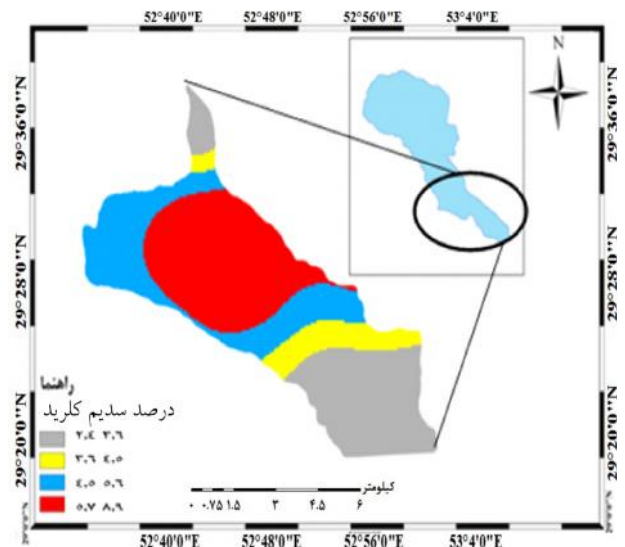 52°40'0"E 52°48'0"E 52°56'0"E 53°4'0"E
N
29°36'0"N 29°36'0"N
29°28'0"N 29°28'0"N
29°20'0"N 29°20'0"N
راهنما
درصد سدیم کلرید
۲,۴ ۳,۶
۳,۶ ۴,۵
۴,۵ ۵,۶
۵,۷ ۸,۹
کیلومتر
۰ ۰.۷۵ ۱.۵ ۳ ۴.۵ ۶
52°40'0"E 52°48'0"E 52°56'0"E 53°4'0"E